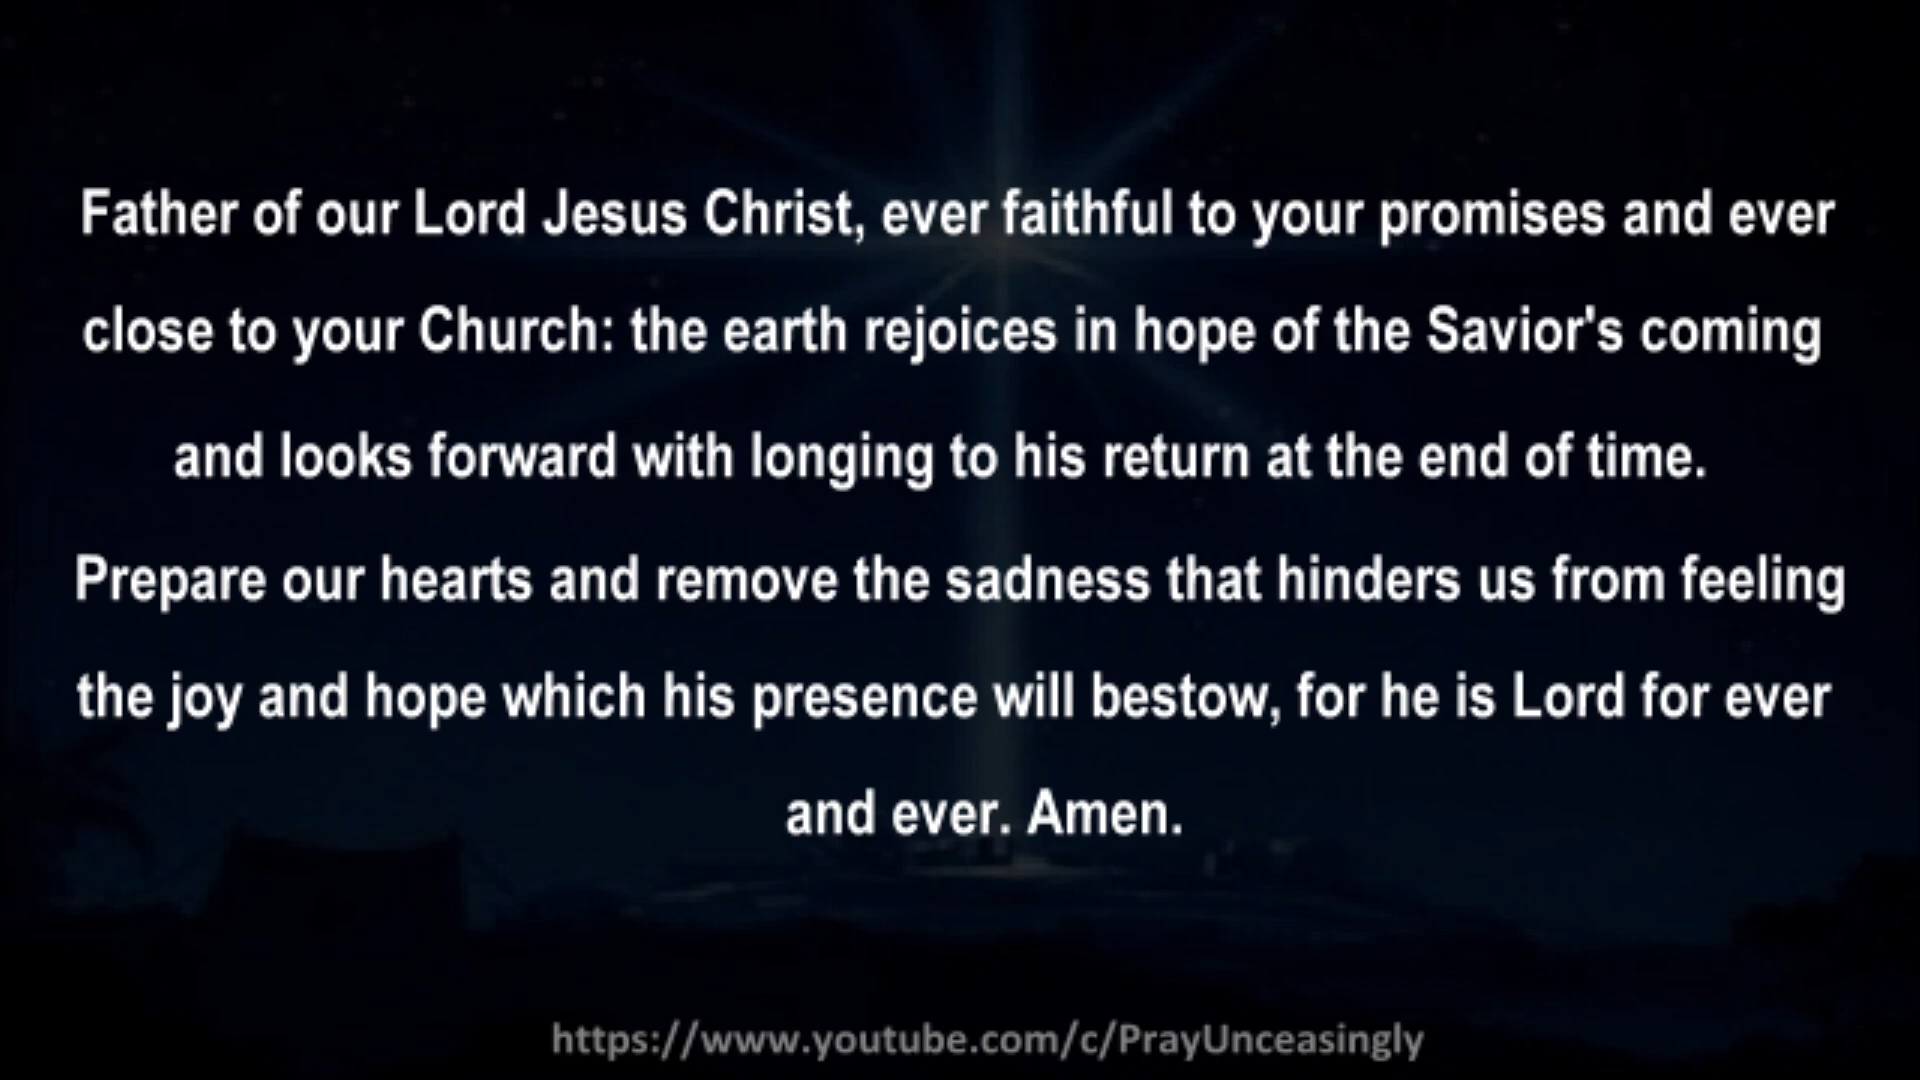 Father of our Lord Jesus Christ, ever faithful to your promises and ever
close to your Church: the earth rejoices in hope of the Savior's coming
and looks forward with longing to his return at the end of time.
Prepare our hearts and remove the sadness that hinders us from feeling
the joy and hope which his presence will bestow, for he is Lord for ever
and ever. Amen.
https://www.youtube.com/c/PrayUnceasingly